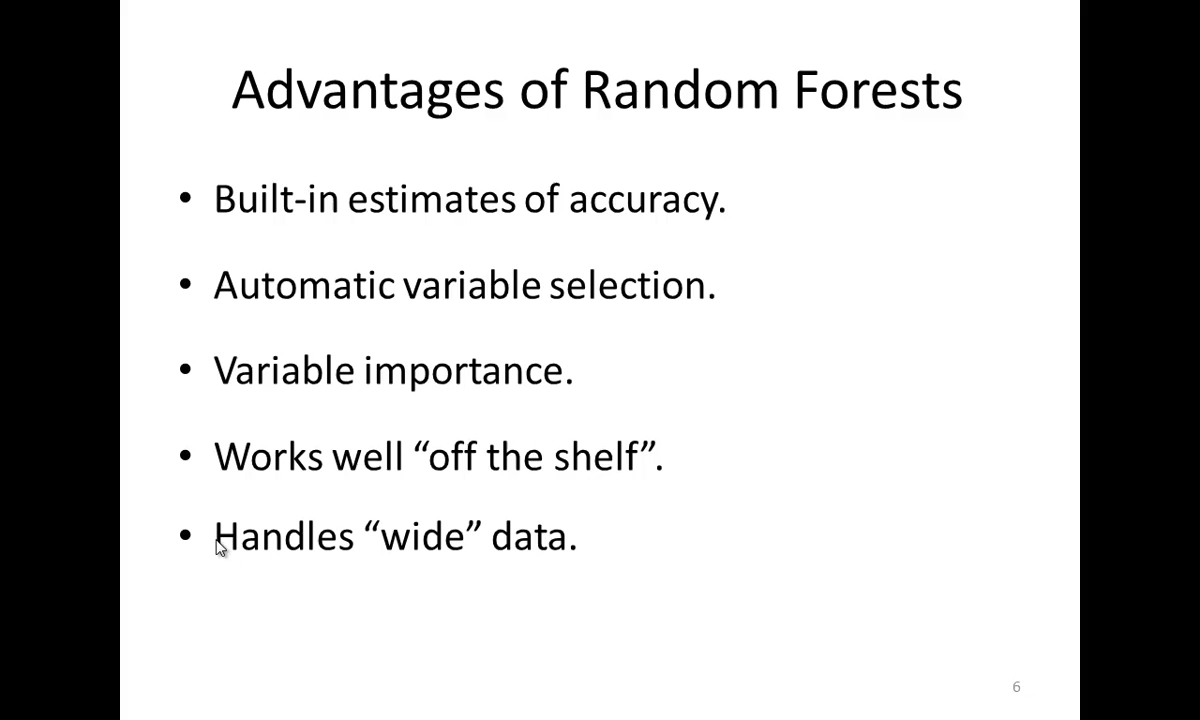 Advantages of Random Forests
• Built-in estimates of accuracy.
• Automatic variable selection.
• Variable importance.
• Works well “off the shelf”.
• Handles “wide” data.
6